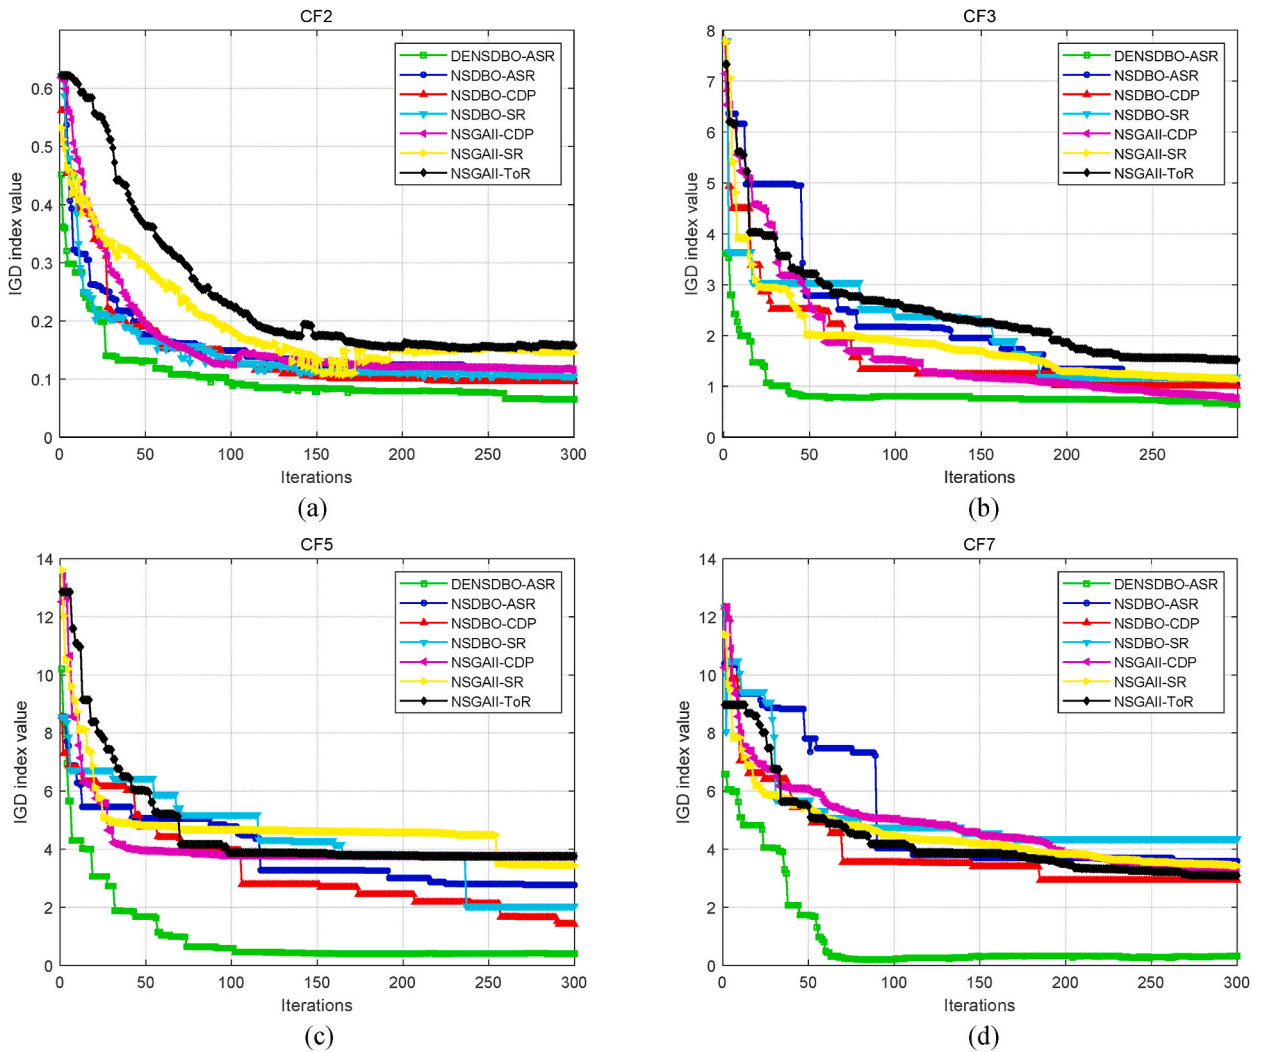 CF2
IGD index value
0.6
0.5
0.4
0.3
0.2
0.1
0
0 50 100 150 200 250 300
Iterations
DENSDBO-ASR
NSDBO-ASR
NSDBO-CDP
NSDBO-SR
NSGAII-CDP
NSGAII-SR
NSGAII-ToR
(a)
CF3
IGD index value
8
7
6
5
4
3
2
1
0
0 50 100 150 200 250
Iterations
DENSDBO-ASR
NSDBO-ASR
NSDBO-CDP
NSDBO-SR
NSGAII-CDP
NSGAII-SR
NSGAII-ToR
(b)
CF5
IGD index value
14
12
10
8
6
4
2
0
0 50 100 150 200 250 300
Iterations
DENSDBO-ASR
NSDBO-ASR
NSDBO-CDP
NSDBO-SR
NSGAII-CDP
NSGAII-SR
NSGAII-ToR
(c)
CF7
IGD index value
14
12
10
8
6
4
2
0
0 50 100 150 200 250 300
Iterations
DENSDBO-ASR
NSDBO-ASR
NSDBO-CDP
NSDBO-SR
NSGAII-CDP
NSGAII-SR
NSGAII-ToR
(d)